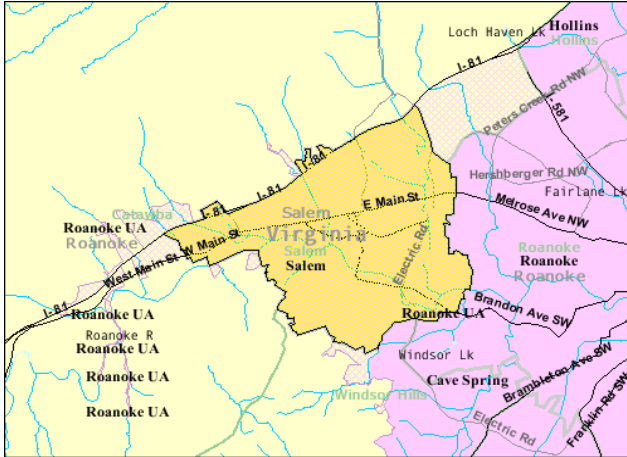 Hollins
Loch Haven Lk
Hollins
I-81
Peters Creek Rd NW
I-581
I-81
I-81
Hershberger Rd NW
Fairlane Lk
Catawba
I-81
Salem
E Main St
Melrose Ave NW
Roanoke UA
Roanoke
Virginia
W Main St
Salem
Salem
Electric Rd
Roanoke
Roanoke
Roanoke
West Main St
I-81
Roanoke UA
Roanoke UA
Brandon Ave SW
Roanoke R
Roanoke UA
Windsor Lk
Roanoke UA
Cave Spring
Brambleton Ave SW
Windsor Hills
Roanoke UA
Electric Rd
Franklin Rd SW